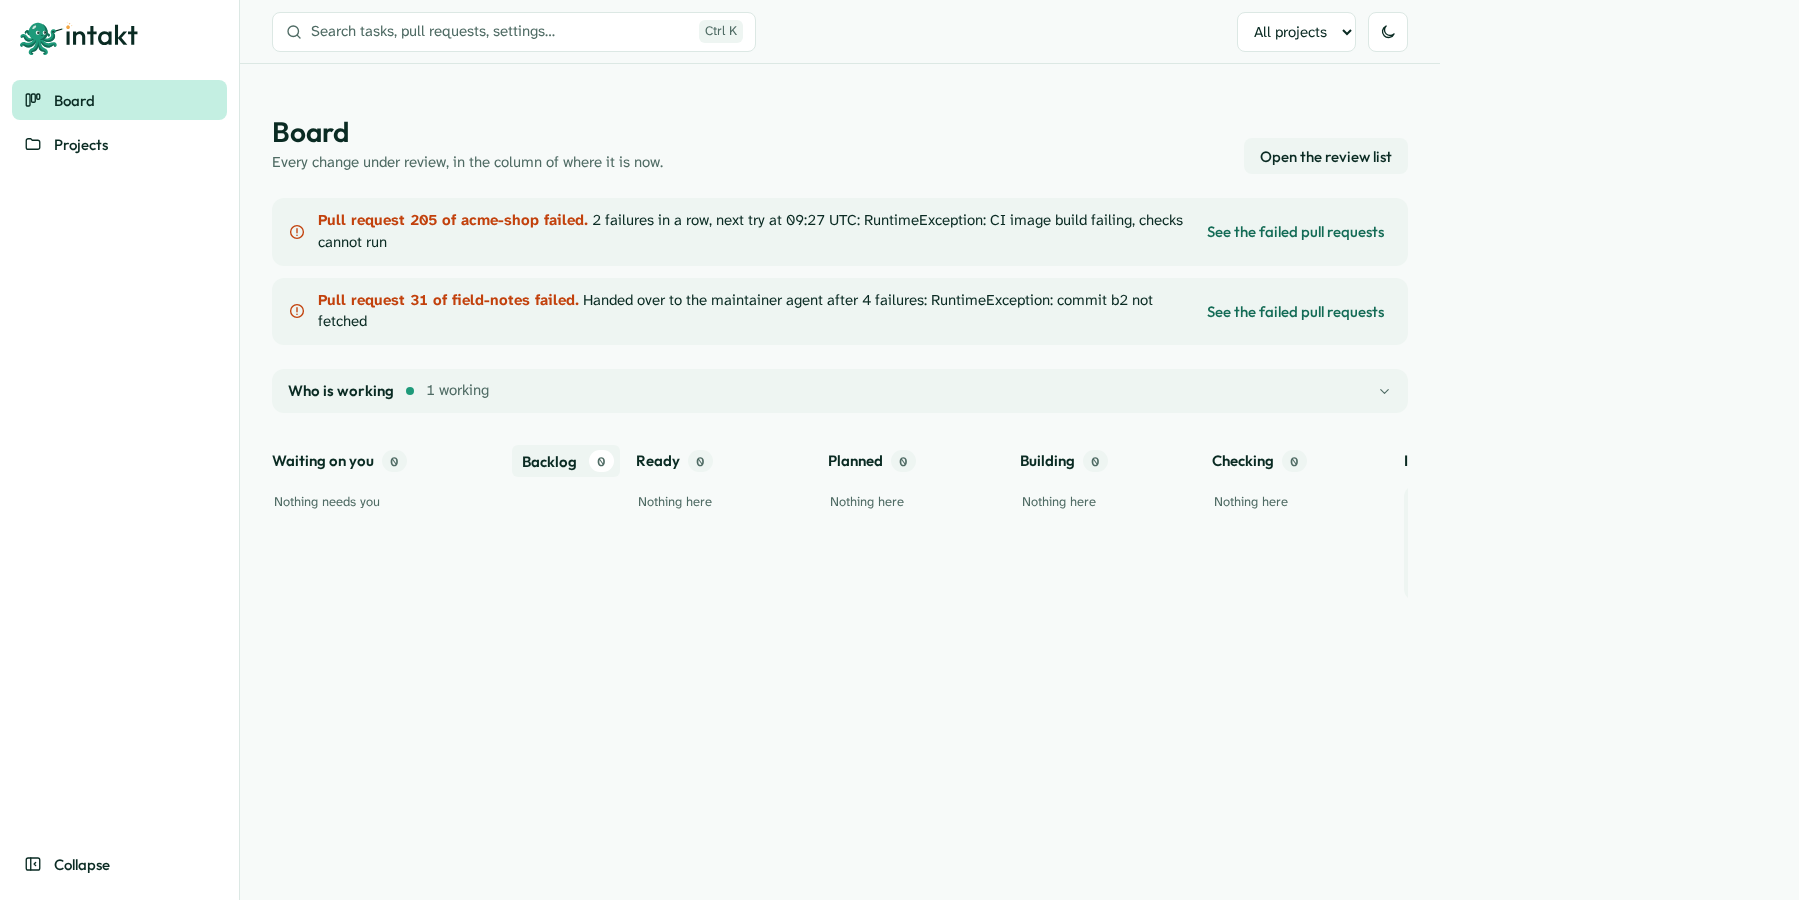 intakt
Search tasks, pull requests, settings...
Ctrl K
All projects
Board
Projects
Board
Every change under review, in the column of where it is now.
Open the review list
Pull request 205 of acme-shop failed. 2 failures in a row, next try at 09:27 UTC: RuntimeException: CI image build failing, checks
cannot run
See the failed pull requests
Pull request 31 of field-notes failed. Handed over to the maintainer agent after 4 failures: RuntimeException: commit b2 not
fetched
See the failed pull requests
Who is working 1 working
Waiting on you 0
Backlog 0
Ready 0
Planned 0
Building 0
Checking 0
Nothing needs you
Nothing here
Nothing here
Nothing here
Nothing here
Collapse